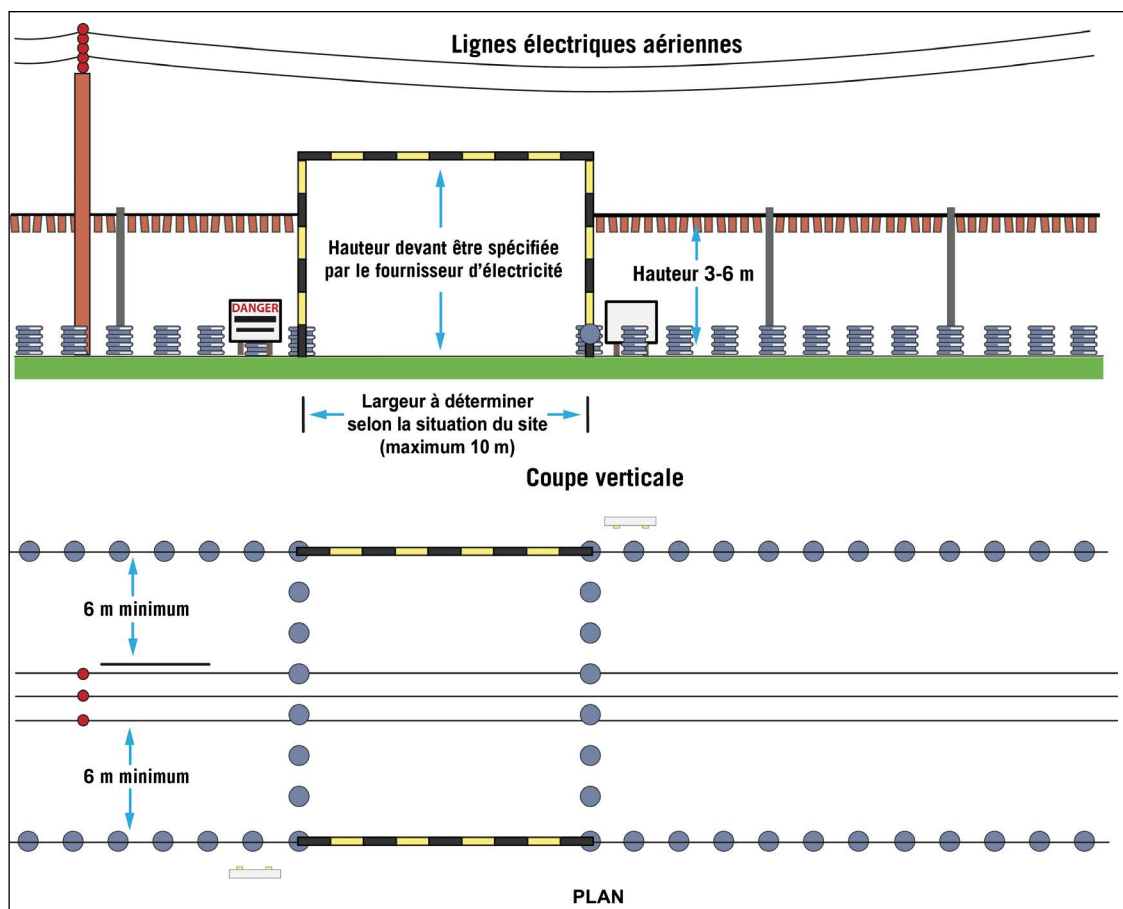 Lignes électriques aériennes
Hauteur devant être spécifiée
par le fournisseur d'électricité
Hauteur 3-6 m
DANGER
Largeur à déterminer
selon la situation du site
(maximum 10 m)
Coupe verticale
6 m minimum
6 m minimum
PLAN